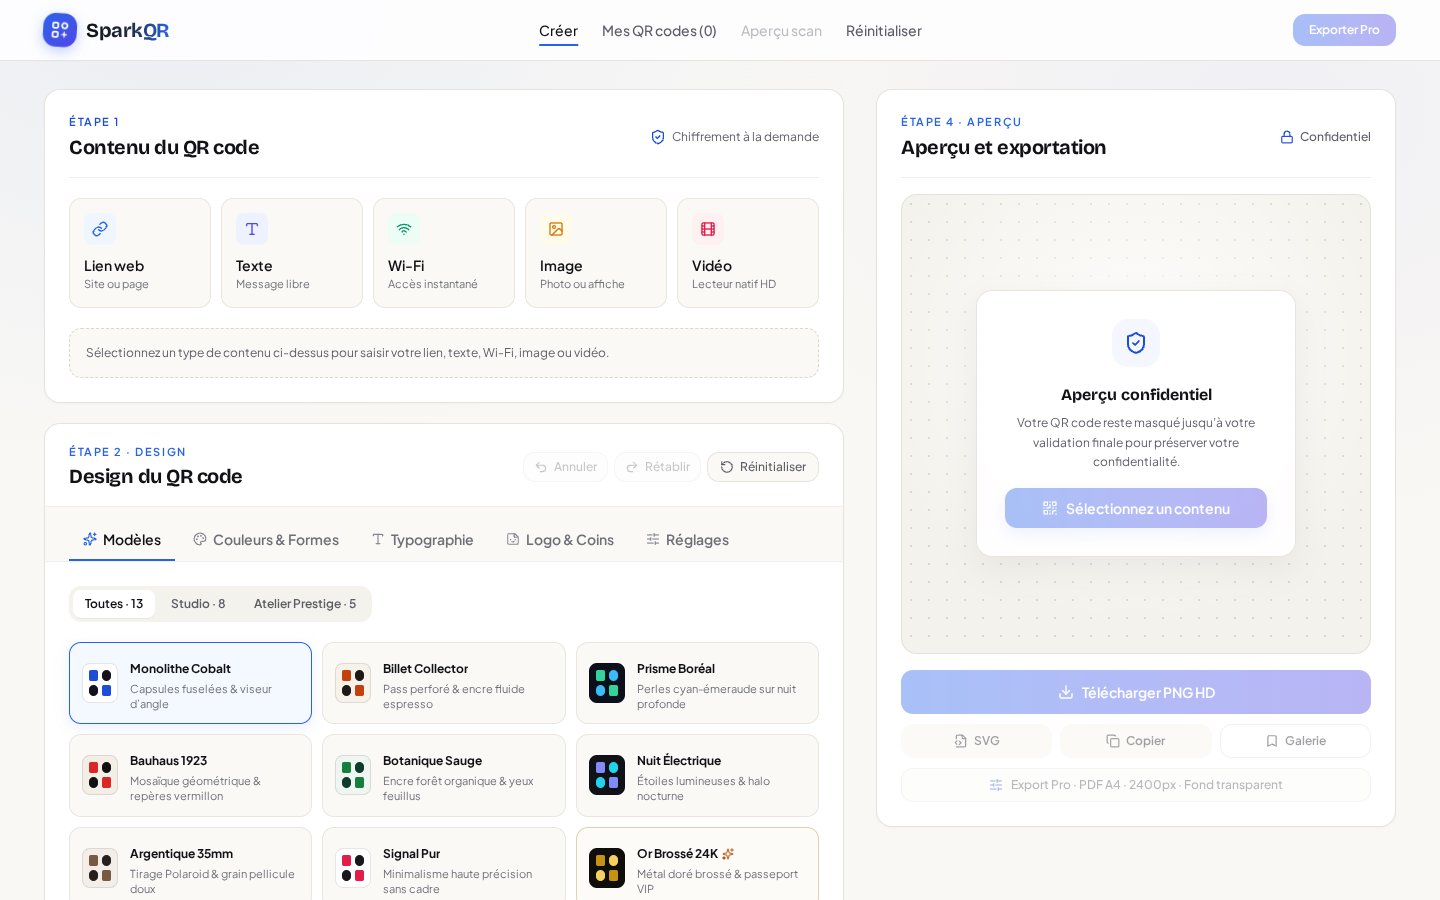 SparkQR
Créer
Mes QR codes (0)
Aperçu scan
Réinitialiser
Exporter Pro
ÉTAPE 1
Contenu du QR code
Chiffrement à la demande
Lien web
Site ou page
Texte
Message libre
Wi-Fi
Accès instantané
Image
Photo ou affiche
Vidéo
Lecteur natif HD
Sélectionnez un type de contenu ci-dessus pour saisir votre lien, texte, Wi-Fi, image ou vidéo.
ÉTAPE 2 · DESIGN
Design du QR code
Annuler
Rétablir
Réinitialiser
Modèles
Couleurs & Formes
Typographie
Logo & Coins
Réglages
Toutes · 13
Studio · 8
Atelier Prestige · 5
Monolithe Cobalt
Capsules fuselées & viseur
d'angle
Billet Collector
Pass perforé & encre fluide
espresso
Prisme Boréal
Perles cyan-émeraude sur nuit
profonde
Bauhaus 1923
Mosaïque géométrique &
repères vermillon
Botanique Sauge
Encre forêt organique & yeux
feuillus
Nuit Électrique
Étoiles lumineuses & halo
nocturne
Argentique 35mm
Tirage Polaroid & grain pellicule
doux
Signal Pur
Minimalisme haute précision
sans cadre
Or Brossé 24K
Métal doré brossé & passeport
VIP
ÉTAPE 4 · APERÇU
Aperçu et exportation
Confidentiel
Aperçu confidentiel
Votre QR code reste masqué jusqu'à votre
validation finale pour préserver votre
confidentialité.
Sélectionnez un contenu
Télécharger PNG HD
SVG
Copier
Galerie
Export Pro · PDF A4 · 2400px · Fond transparent